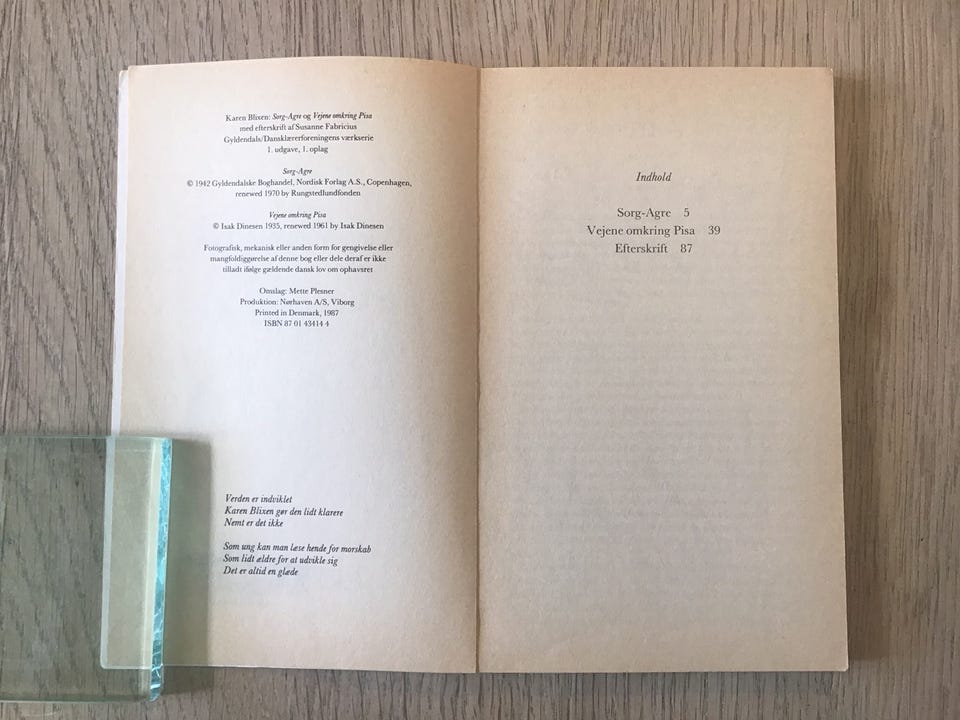 Karen Blixen: Sorg-Agre og Vejene omkring Pisa
med efterskrift af Susanne Fabricius
Gyldendals/Dansklærerforeningens værkserie
1. udgave, 1. oplag
Sorg-Agre
© 1942 Gyldendalske Boghandel, Nordisk Forlag A.S., Copenhagen,
renewed 1970 by Rungstedlundfonden
Vejene omkring Pisa
© Isak Dinesen 1935, renewed 1961 by Isak Dinesen
Fotografisk, mekanisk eller anden form for gengivelse eller
mangfoldiggørelse af denne bog eller dele deraf er ikke
tilladt ifølge gældende dansk lov om ophavsret
Omslag: Mette Plesner
Produktion: Nørhaven A/S, Viborg
Printed in Denmark, 1987
ISBN 87 01 43414 4
Verden er indviklet
Karen Blixen gør den lidt klarere
Nemt er det ikke
Som ung kan man læse hende for morskab
Som lidt ældre for at udvikle sig
Det er altid en glæde
Indhold
Sorg-Agre 5
Vejene omkring Pisa 39
Efterskrift 87